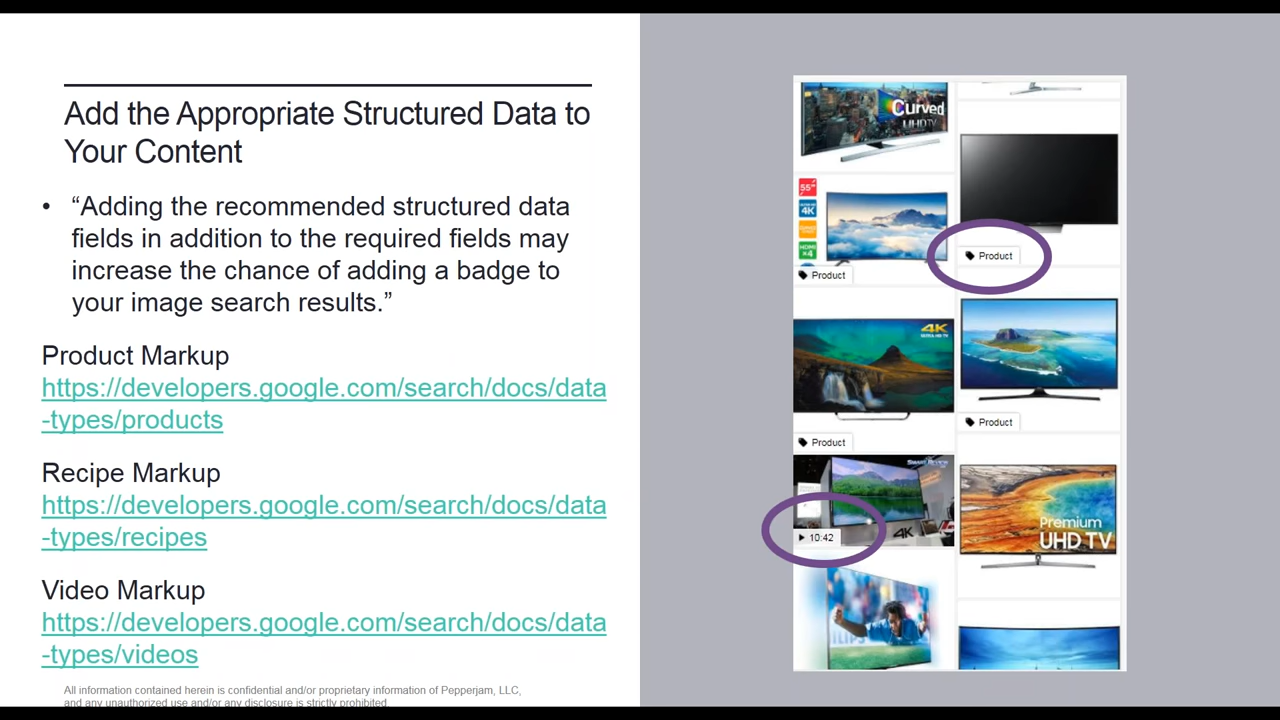 Add the Appropriate Structured Data to
Your Content
• “Adding the recommended structured data
fields in addition to the required fields may
increase the chance of adding a badge to
your image search results.”
Product Markup
https://developers.google.com/search/docs/data
-types/products
Recipe Markup
https://developers.google.com/search/docs/data
-types/recipes
Video Markup
https://developers.google.com/search/docs/data
-types/videos
All information contained herein is confidential and/or proprietary information of Pepperjam, LLC,
and any unauthorized use and/or any disclosure is strictly prohibited.
Curved
UHD TV
55"
4K
HDMI
x4
Product
Product
4K
Product
Product
4K
10:42
Premium
UHD TV
PHILIPS